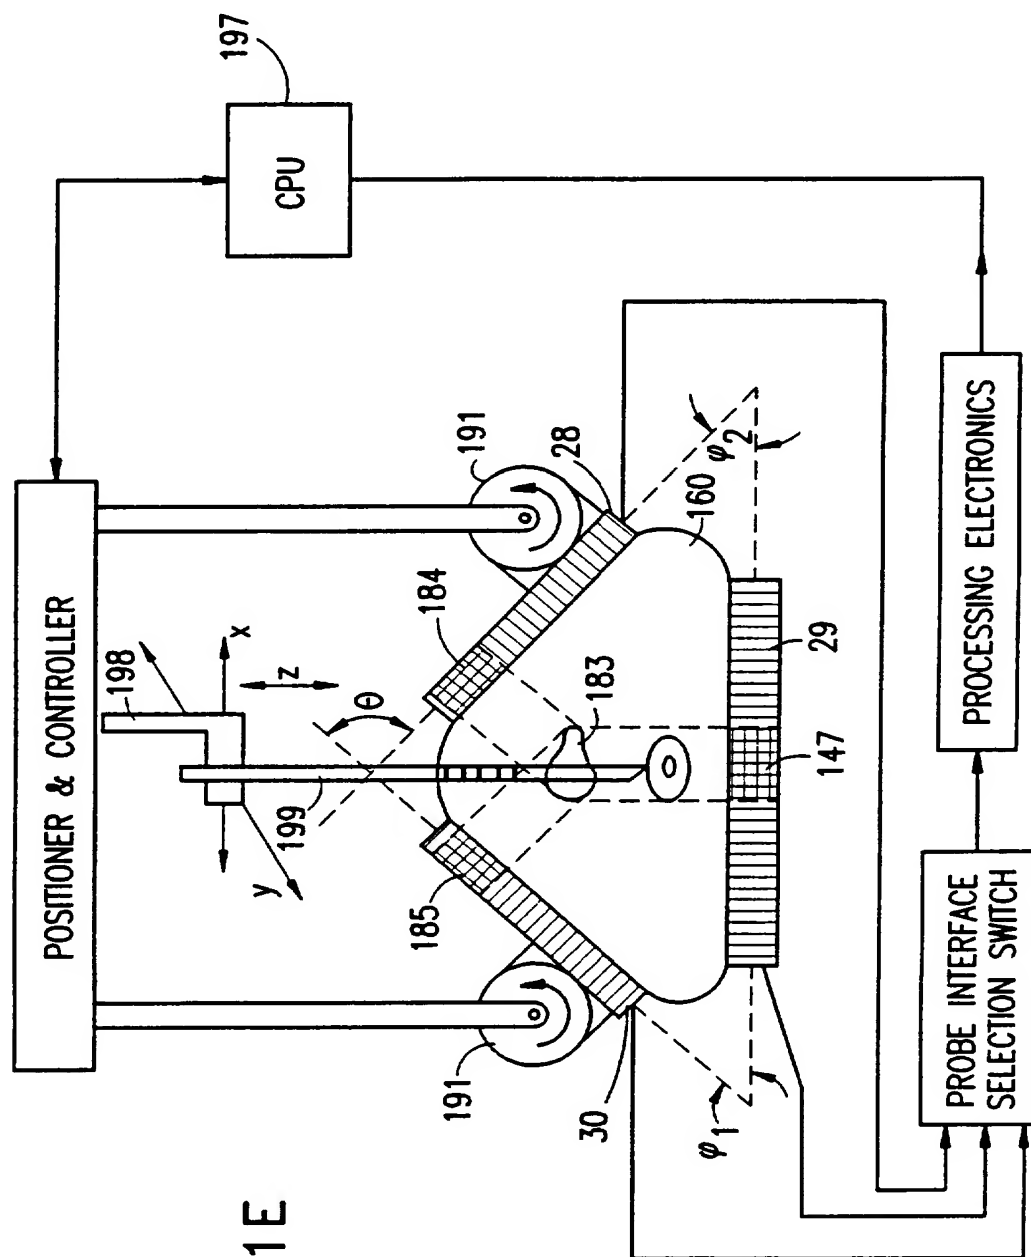 POSITIONER & CONTROLLER
CPU
197
198
x
z
y
θ
199
191
191
28
184
185
183
160
φ2
29
147
30
φ1
PROCESSING ELECTRONICS
PROBE INTERFACE
SELECTION SWITCH
1E